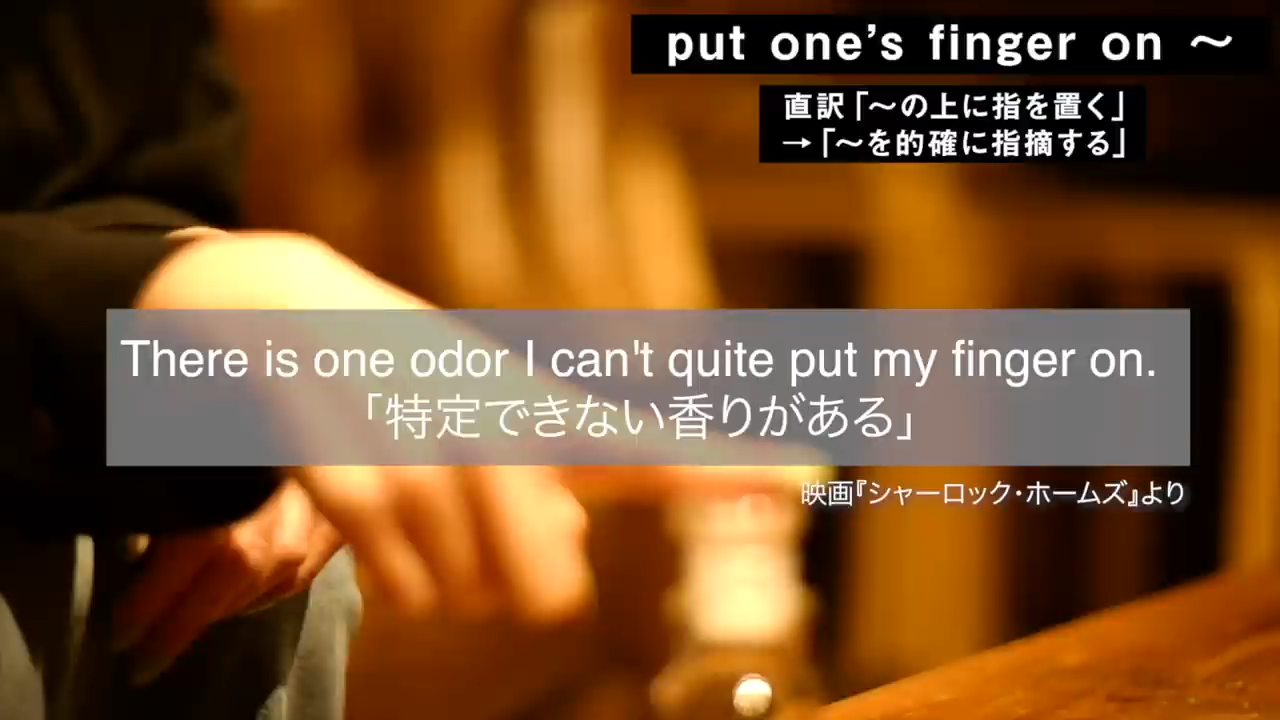 put one’s finger on 〜
直訳「〜の上に指を置く」
→「〜を的確に指摘する」
There is one odor I can't quite put my finger on.
「特定できない香りがある」
映画『シャーロック・ホームズ』より